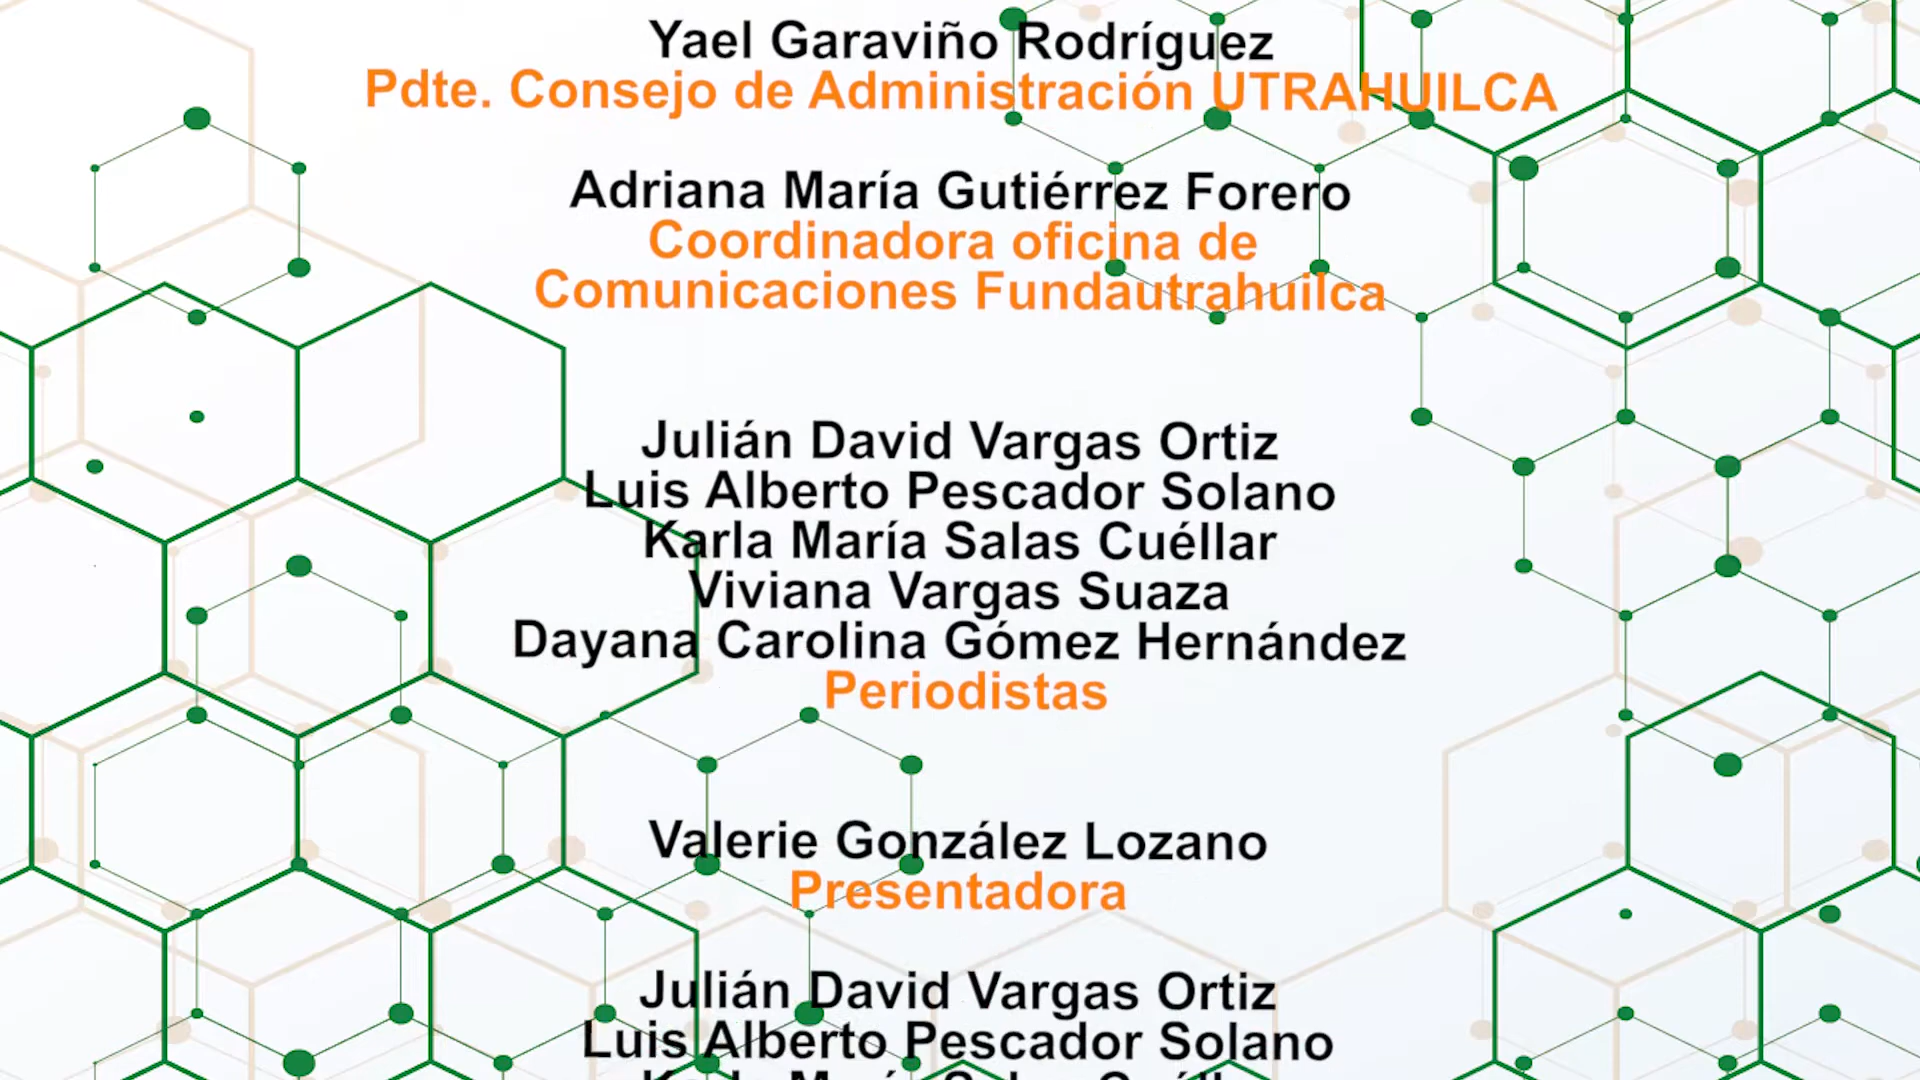 Yael Garaviño Rodríguez
Pdte. Consejo de Administración UTRAHUILCA
Adriana María Gutiérrez Forero
Coordinadora oficina de
Comunicaciones Fundautrahuilca
Julián David Vargas Ortiz
Luis Alberto Pescador Solano
Karla María Salas Cuéllar
Viviana Vargas Suaza
Dayana Carolina Gómez Hernández
Periodistas
Valerie González Lozano
Presentadora
Julián David Vargas Ortiz
Luis Alberto Pescador Solano